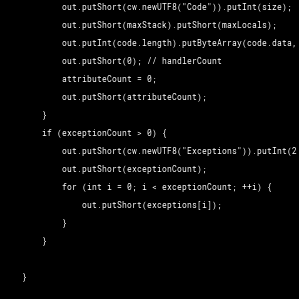 out.putShort(cw.newUTF8("Code")).putInt(size);
out.putShort(maxStack).putShort(maxLocals);
out.putInt(code.length).putByteArray(code.data,
out.putShort(0); // handlerCount
attributeCount = 0;
out.putShort(attributeCount);
}
if (exceptionCount > 0) {
out.putShort(cw.newUTF8("Exceptions")).putInt(2
out.putShort(exceptionCount);
for (int i = 0; i < exceptionCount; ++i) {
out.putShort(exceptions[i]);
}
}
}